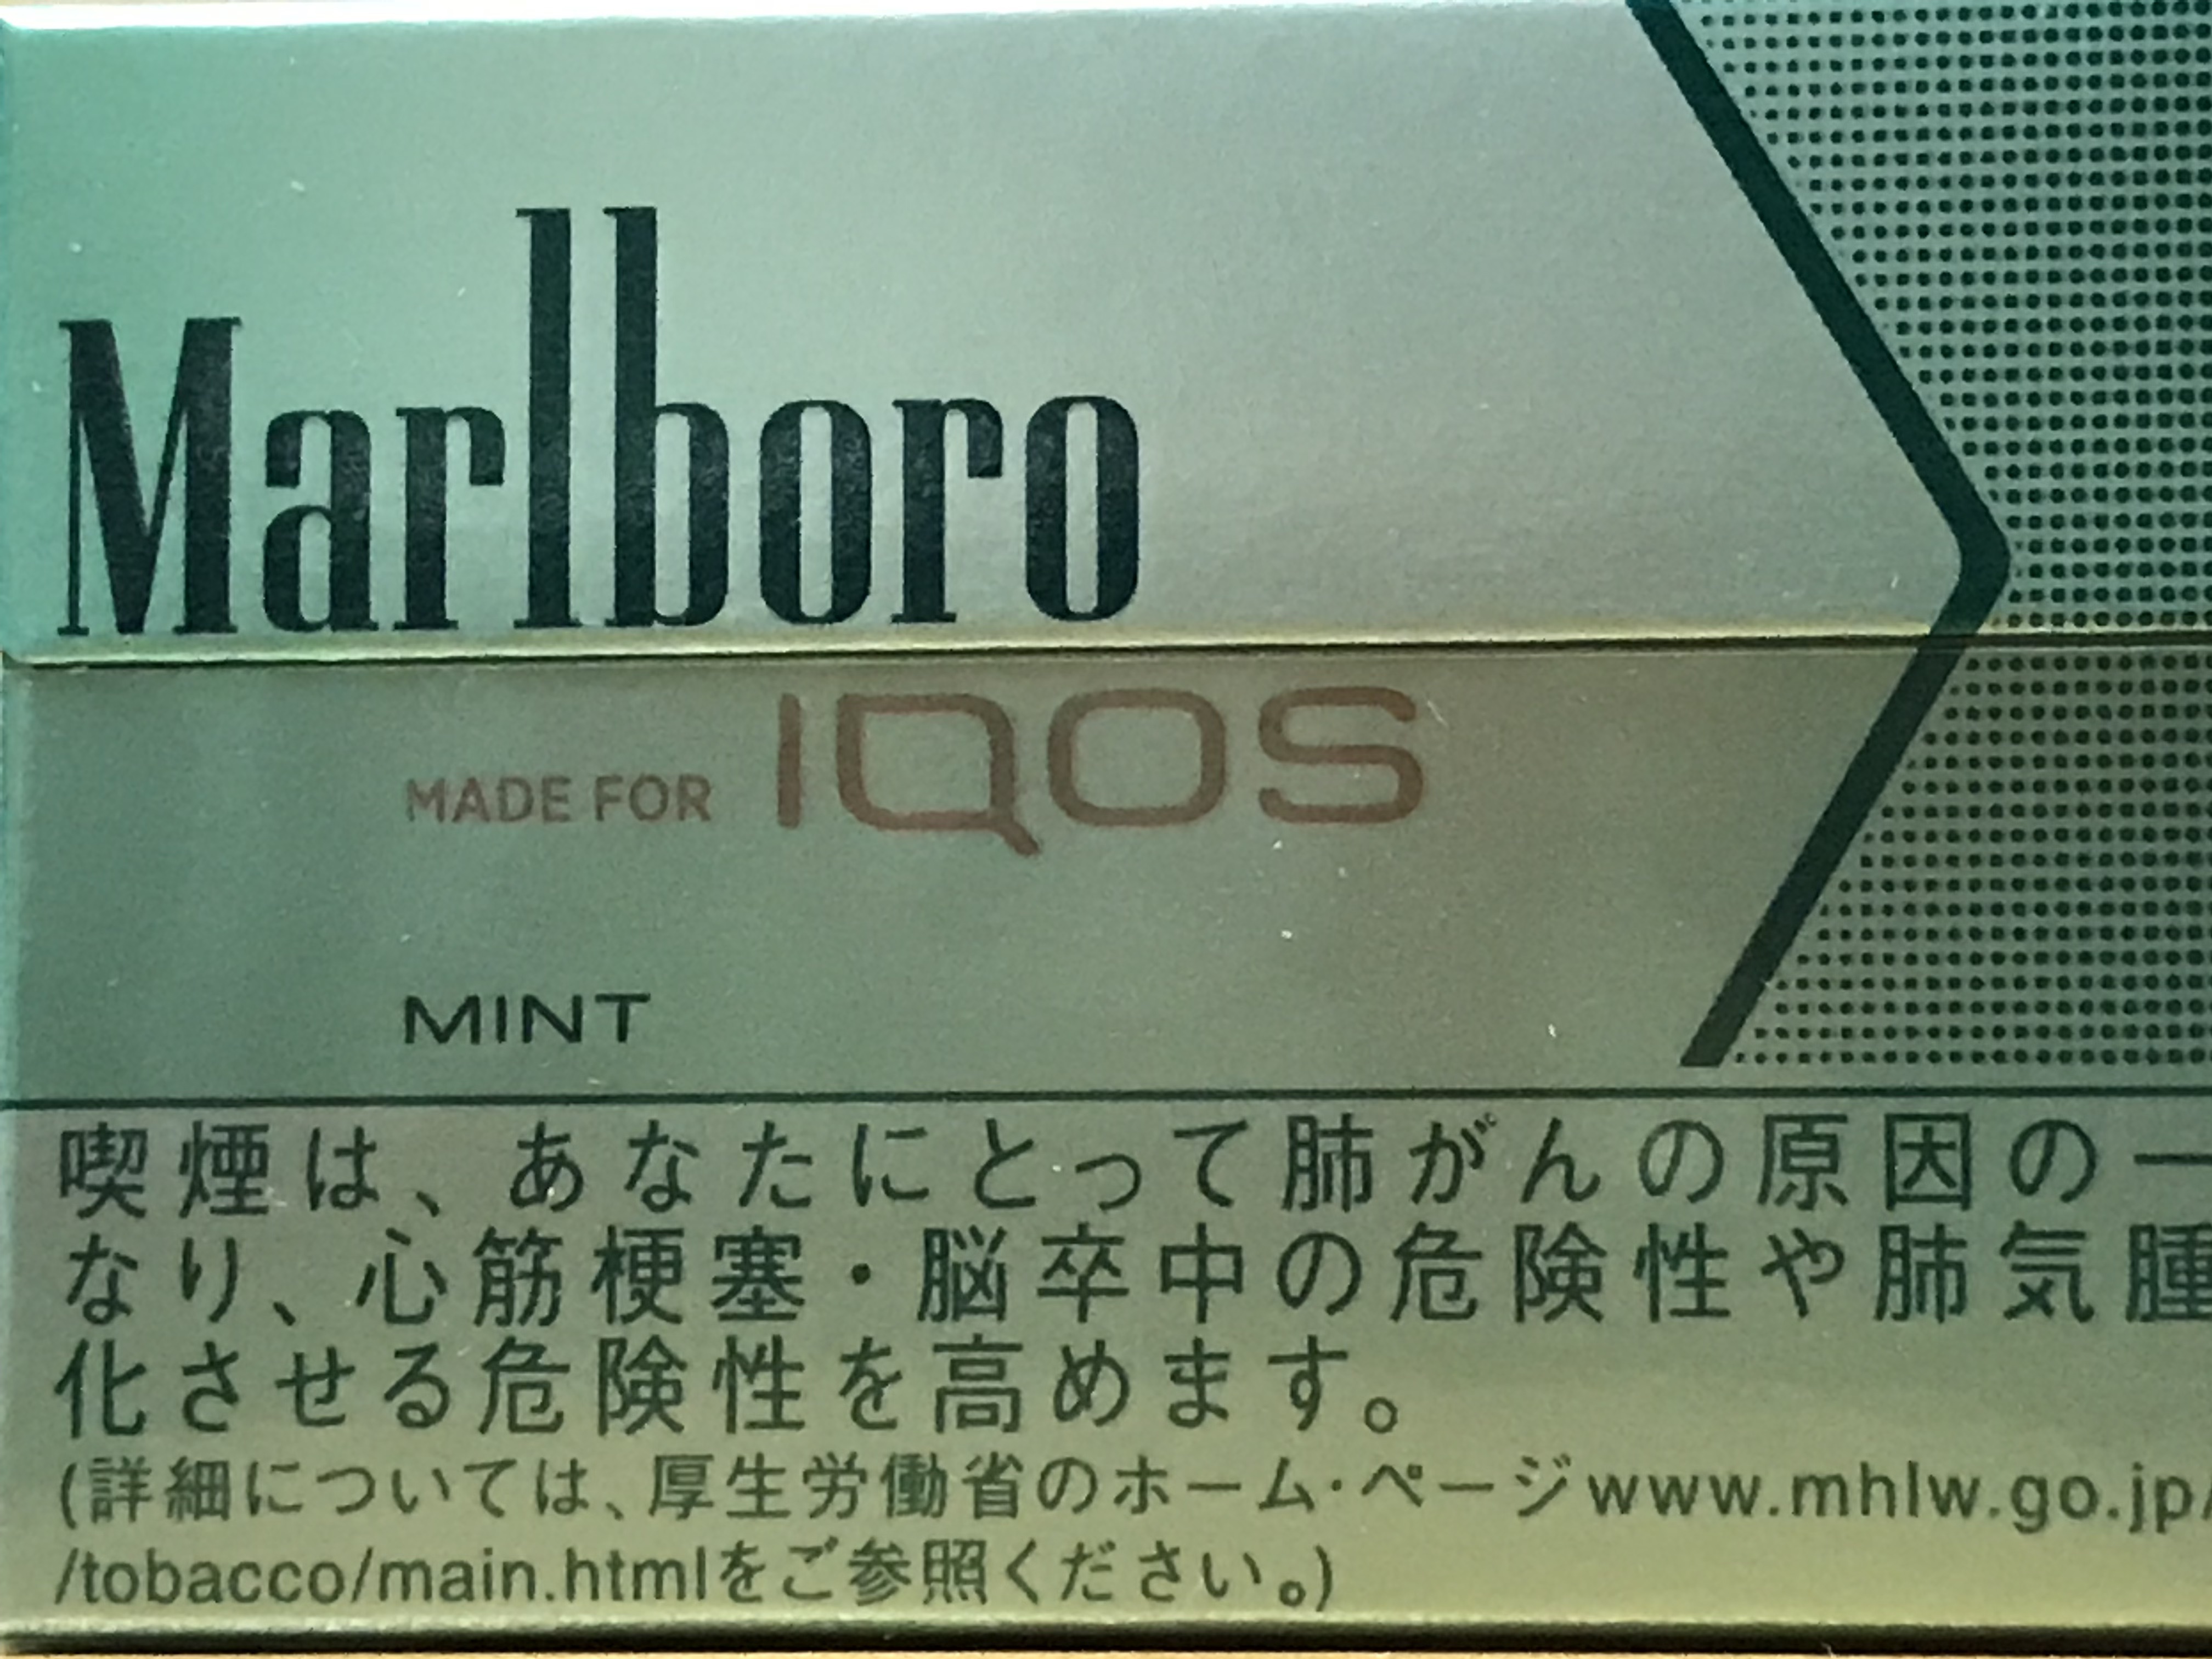 Marlboro
MADE FOR IQOS
MINT
喫煙は、あなたにとって肺がんの原因の一
なり、心筋梗塞・脳卒中の危険性や肺気腫
化させる危険性を高めます。
(詳細については、厚生労働省のホーム・ページwww.mhlw.go.jp/
/tobacco/main.htmlをご参照ください。)